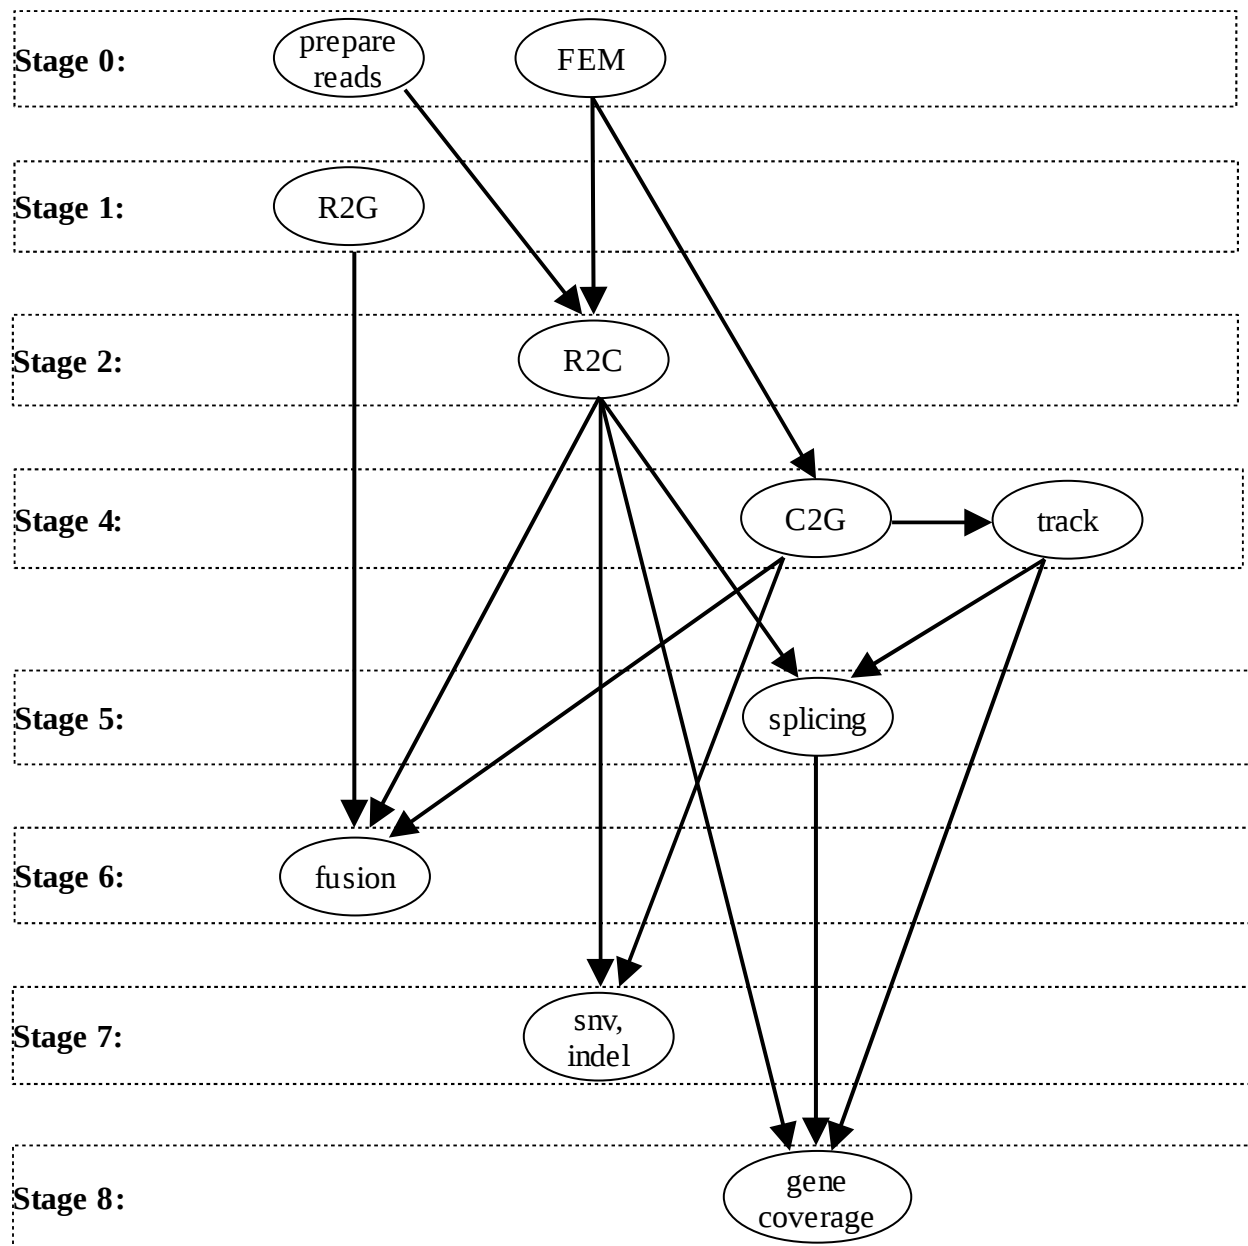 Stage 0:
prepare
reads
FEM
Stage 1:
R2G
Stage 2:
R2C
Stage 4:
C2G
track
Stage 5:
splicing
Stage 6:
fusion
Stage 7:
snv,
indel
Stage 8:
gene
coverage